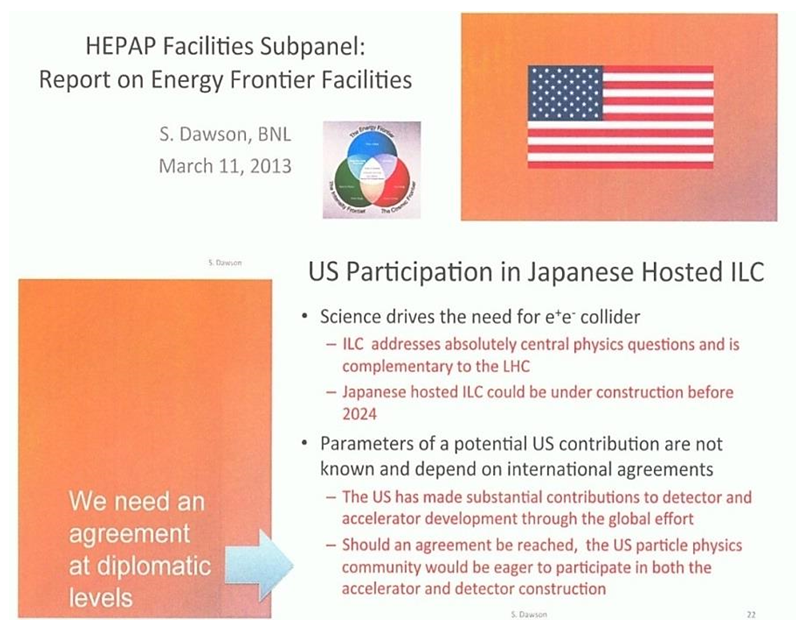 HEPAP Facilities Subpanel:
Report on Energy Frontier Facilities
S. Dawson, BNL
March 11, 2013
The Energy Frontier
The Intensity Frontier
The Cosmic Frontier
S. Dawson
US Participation in Japanese Hosted ILC
• Science drives the need for e⁺e⁻ collider
– ILC addresses absolutely central physics questions and is
complementary to the LHC
– Japanese hosted ILC could be under construction before
2024
• Parameters of a potential US contribution are not
known and depend on international agreements
– The US has made substantial contributions to detector and
accelerator development through the global effort
– Should an agreement be reached, the US particle physics
community would be eager to participate in both the
accelerator and detector construction
We need an
agreement
at diplomatic
levels
S. Dawson
22